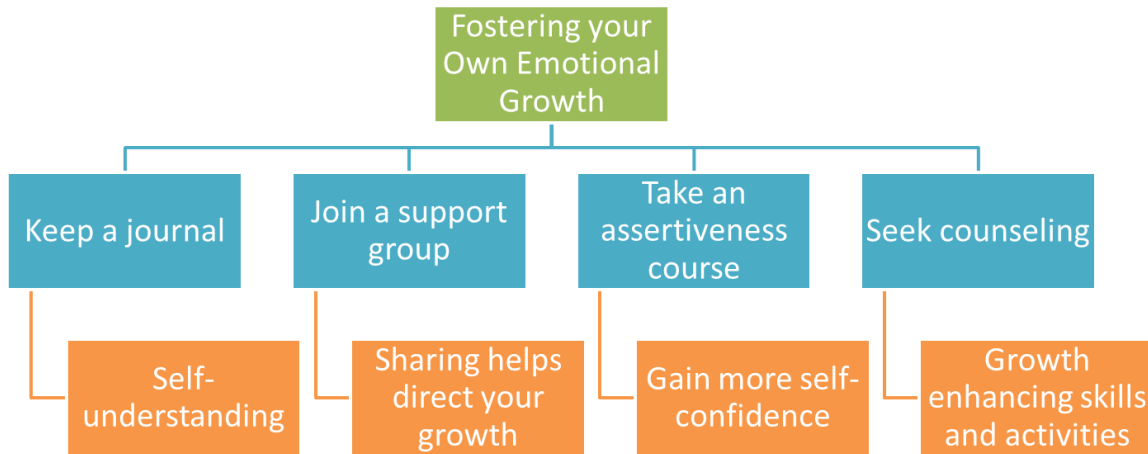 Fostering your
Own Emotional
Growth
Keep a journal
Join a support
group
Take an
assertiveness
course
Seek counseling
Self-
understanding
Sharing helps
direct your
growth
Gain more self-
confidence
Growth
enhancing skills
and activities